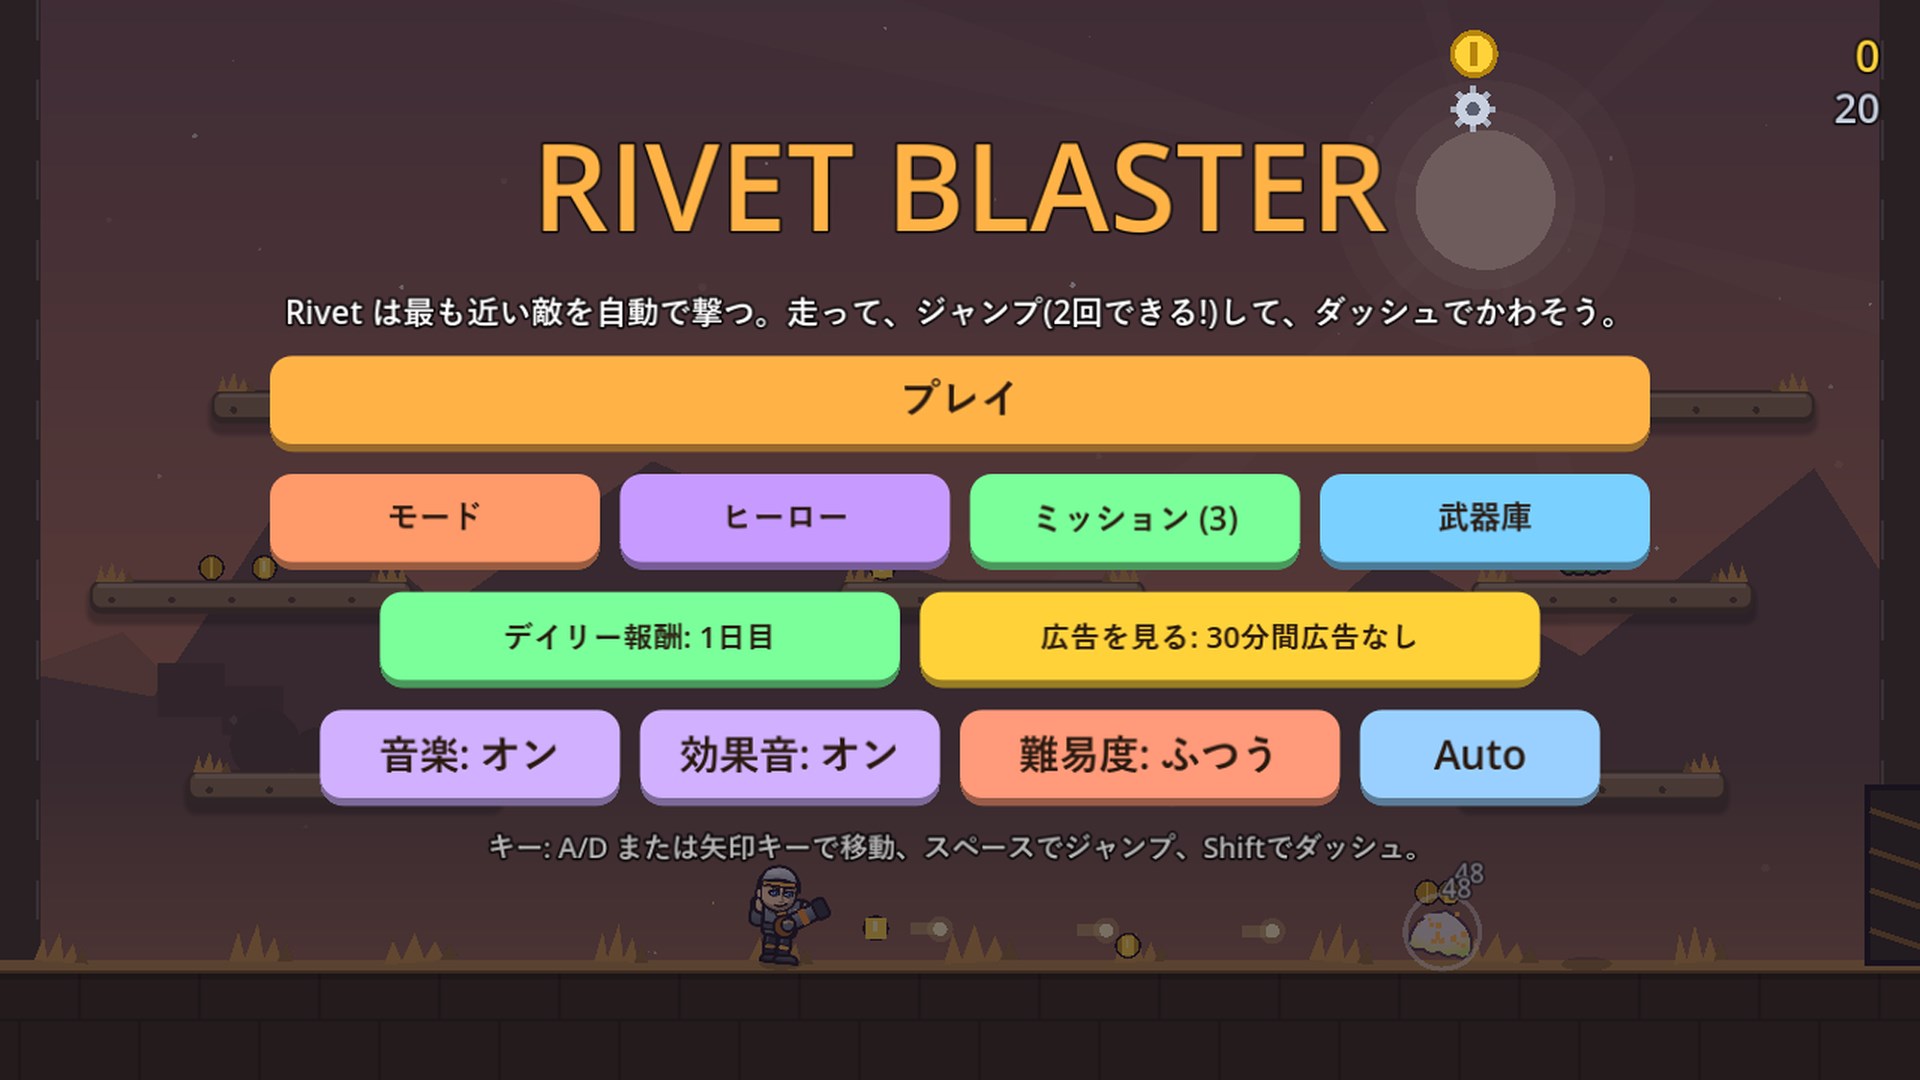 0
20
RIVET BLASTER
Rivet は最も近い敵を自動で撃つ。走って、ジャンプ(2回できる!)して、ダッシュでかわそう。
プレイ
モード
ヒーロー
ミッション (3)
武器庫
デイリー報酬: 1日目
広告を見る: 30分間広告なし
音楽: オン
効果音: オン
難易度: ふつう
Auto
キー: A/D または矢印キーで移動、スペースでジャンプ、Shiftでダッシュ。
48
48